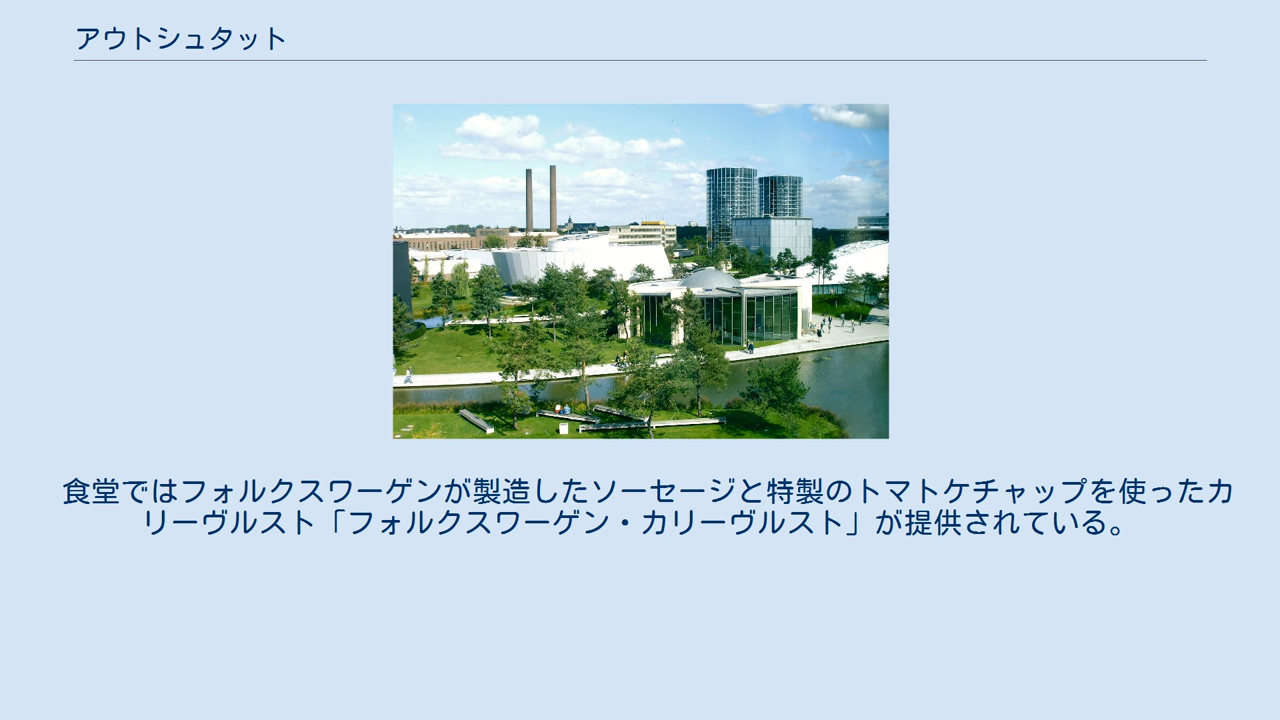 アウトシュタット
食堂ではフォルクスワーゲンが製造したソーセージと特製のトマトケチャップを使ったカ
リーヴルスト「フォルクスワーゲン・カリーヴルスト」が提供されている。